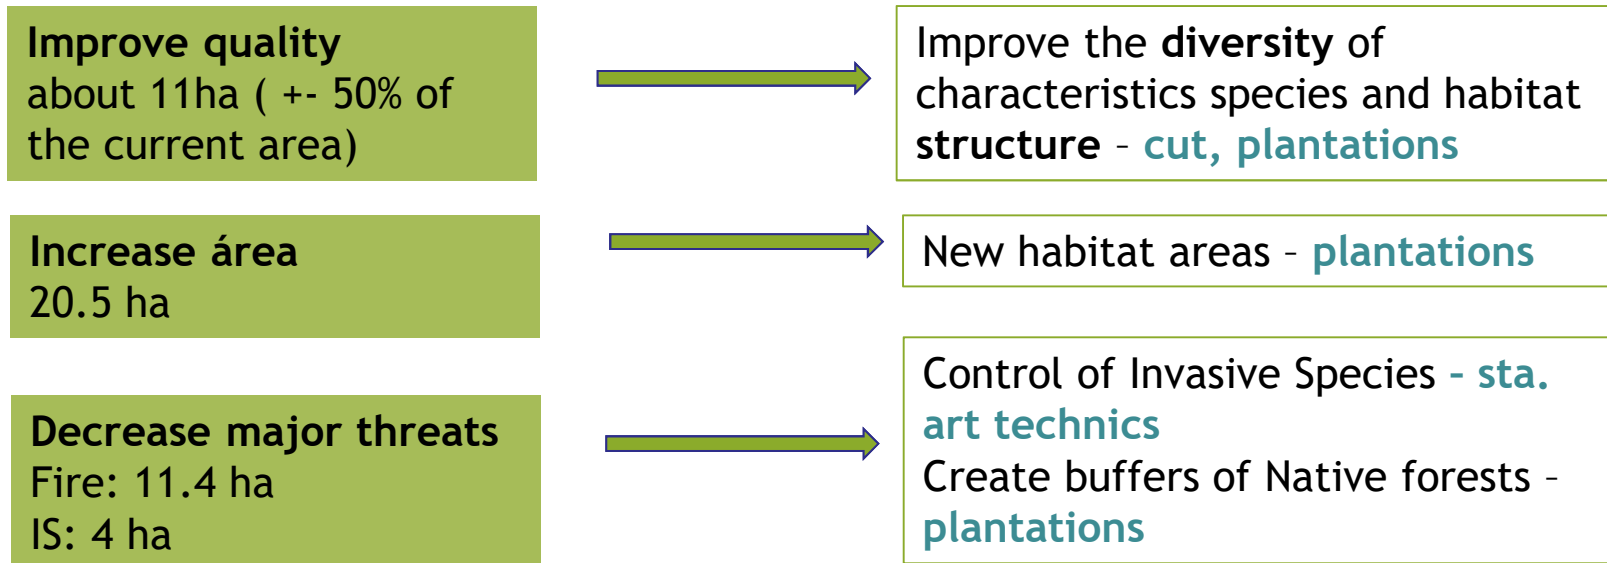 Improve quality
about 11ha ( +- 50% of
the current area)
Improve the diversity of
characteristics species and habitat
structure – cut, plantations
Increase área
20.5 ha
New habitat areas – plantations
Decrease major threats
Fire: 11.4 ha
IS: 4 ha
Control of Invasive Species – sta.
art technics
Create buffers of Native forests –
plantations